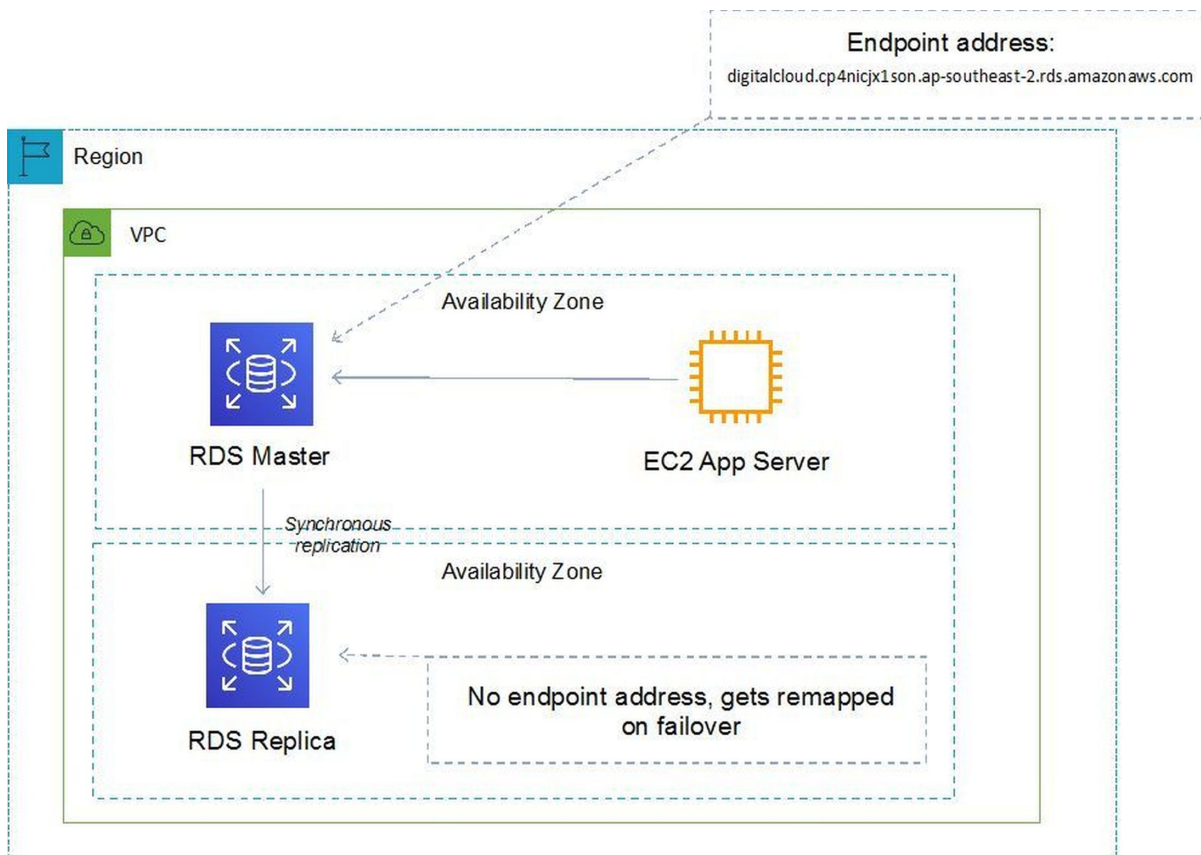 Endpoint address:
digitalcloud.cp4nicjx1son.ap-southeast-2.rds.amazonaws.com
Region
VPC
Availability Zone
RDS Master
EC2 App Server
Synchronous
replication
Availability Zone
No endpoint address, gets remapped
on failover
RDS Replica